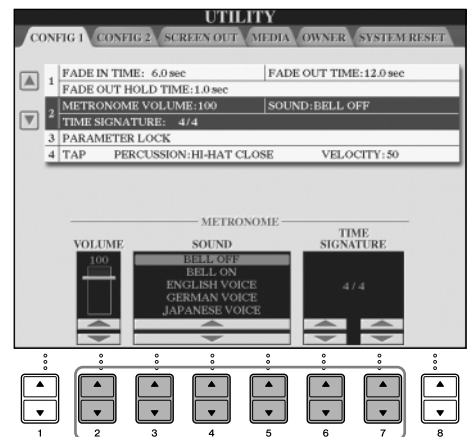 UTILITY
CONFIG 1 CONFIG 2 SCREEN OUT MEDIA OWNER SYSTEM RESET
1 FADE IN TIME: 6.0 sec FADE OUT TIME:12.0 sec
FADE OUT HOLD TIME:1.0 sec
2 METRONOME VOLUME:100 SOUND:BELL OFF
TIME SIGNATURE: 4/4
3 PARAMETER LOCK
4 TAP PERCUSSION:HI-HAT CLOSE VELOCITY:50
METRONOME
VOLUME SOUND TIME SIGNATURE
100 BELL OFF
BELL ON
ENGLISH VOICE 4/4
GERMAN VOICE
JAPANESE VOICE
1 2 3 4 5 6 7 8